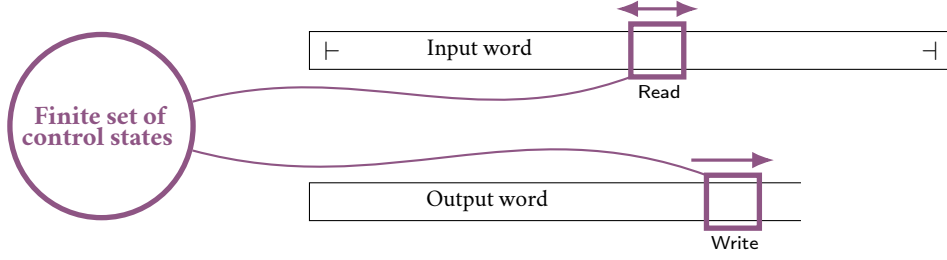 ⊢ Input word ⊣
Read
Finite set of
control states
Output word
Write